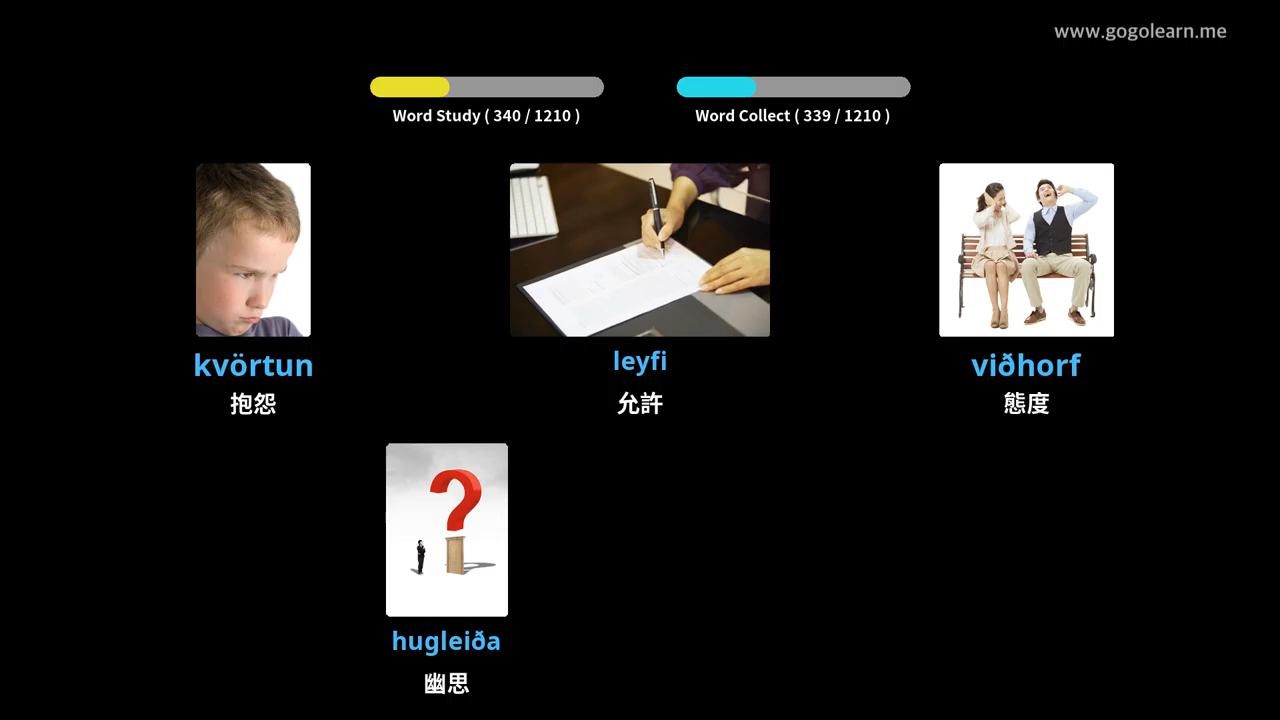 www.gogolearn.me
Word Study ( 340 / 1210 )
Word Collect ( 339 / 1210 )
kvörtun
抱怨
leyfi
允許
viðhorf
態度
hugleiða
幽思